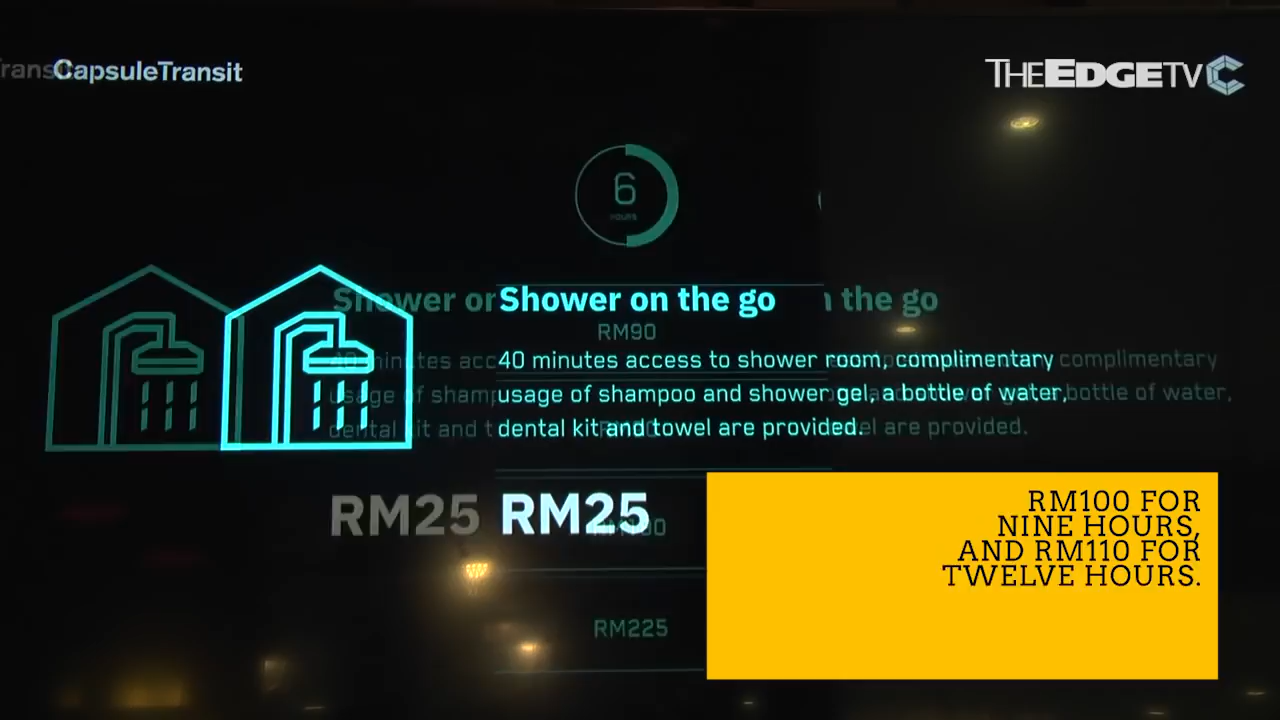 CapsuleTransit
THEEDGETV
6
HOURS
Shower on the go
RM90
40 minutes access to shower room, complimentary
usage of shampoo and shower gel, a bottle of water,
dental kit and towel are provided.
RM25 RM25
RM225
RM100 FOR
NINE HOURS,
AND RM110 FOR
TWELVE HOURS.